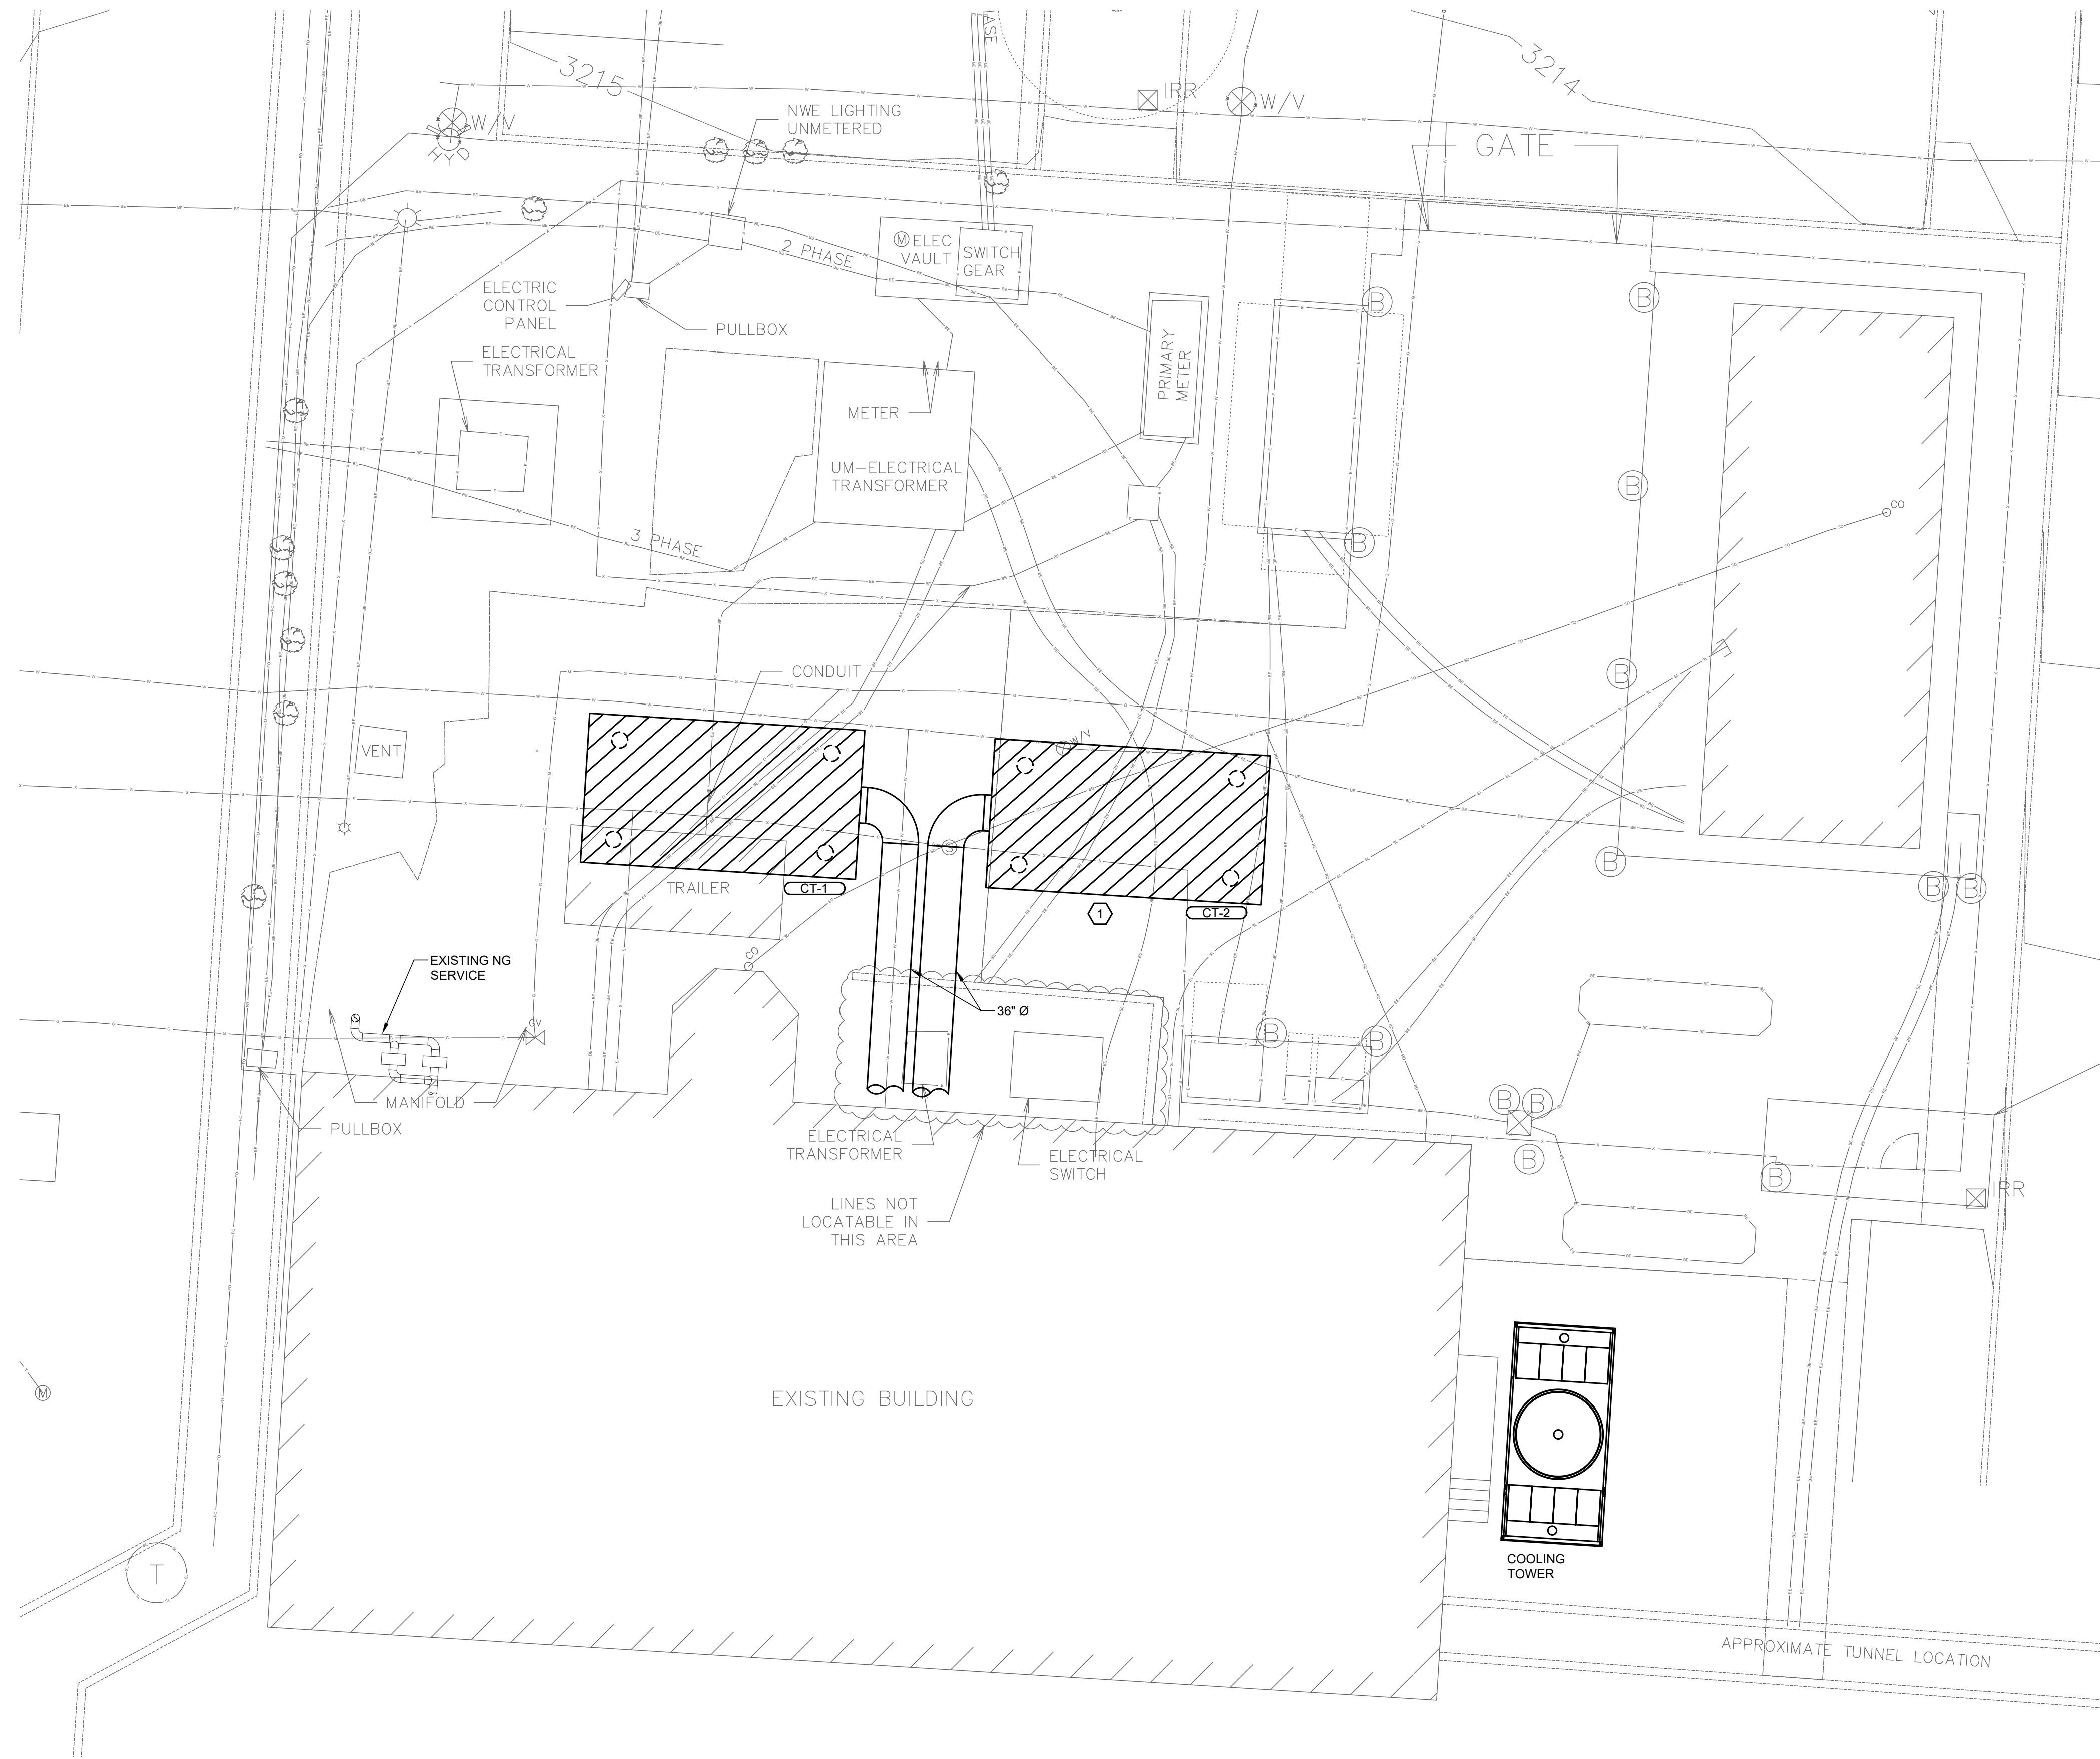 PHASE
3215
3214
IRR
W/V
W/V
HYD
NWE LIGHTING
UNMETERED
GATE
2 PHASE
M
ELEC
VAULT
SWITCH
GEAR
ELECTRIC
CONTROL
PANEL
PULLBOX
PRIMARY
METER
B
B
ELECTRICAL
TRANSFORMER
METER
UM-ELECTRICAL
TRANSFORMER
B
CO
3 PHASE
B
CONDUIT
B
W/V
VENT
S
TRAILER
CT-1
1
CT-2
B
B
B
CO
EXISTING NG
SERVICE
36" Ø
GV
B
B
MANIFOLD
PULLBOX
ELECTRICAL
TRANSFORMER
ELECTRICAL
SWITCH
B
B
B
B
IRR
LINES NOT
LOCATABLE IN
THIS AREA
M
EXISTING BUILDING
COOLING
TOWER
T
APPROXIMATE TUNNEL LOCATION